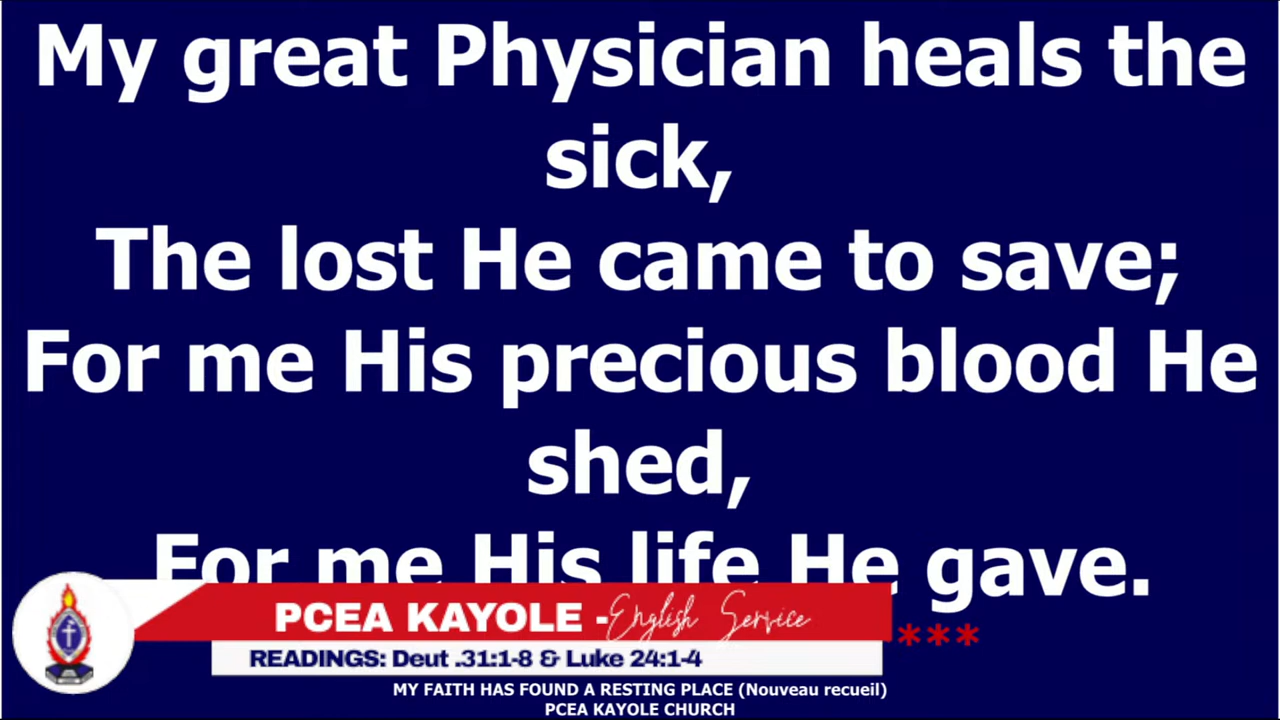 My great Physician heals the
sick,
The lost He came to save;
For me His precious blood He
shed,
For me His life He gave.
PCEA KAYOLE -English Service
***
READINGS: Deut .31:1-8 & Luke 24:1-4
MY FAITH HAS FOUND A RESTING PLACE (Nouveau recueil)
PCEA KAYOLE CHURCH